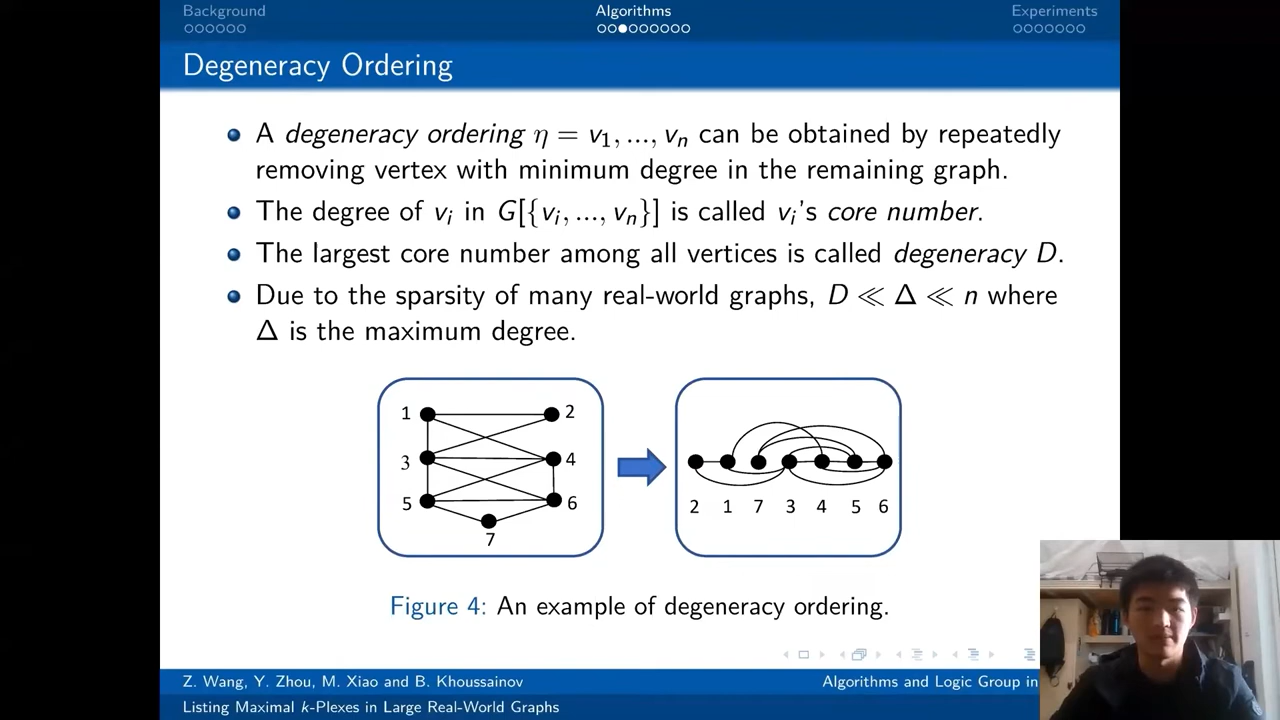 Background
Algorithms
Experiments
Degeneracy Ordering
A degeneracy ordering η = v₁, ..., vₙ can be obtained by repeatedly
removing vertex with minimum degree in the remaining graph.
The degree of vᵢ in G[{vᵢ, ..., vₙ}] is called vᵢ's core number.
The largest core number among all vertices is called degeneracy D.
Due to the sparsity of many real-world graphs, D ≪ Δ ≪ n where
Δ is the maximum degree.
1 2
3 4
5 6
7
2 1 7 3 4 5 6
Figure 4: An example of degeneracy ordering.
Z. Wang, Y. Zhou, M. Xiao and B. Khoussainov
Algorithms and Logic Group in
Listing Maximal k-Plexes in Large Real-World Graphs